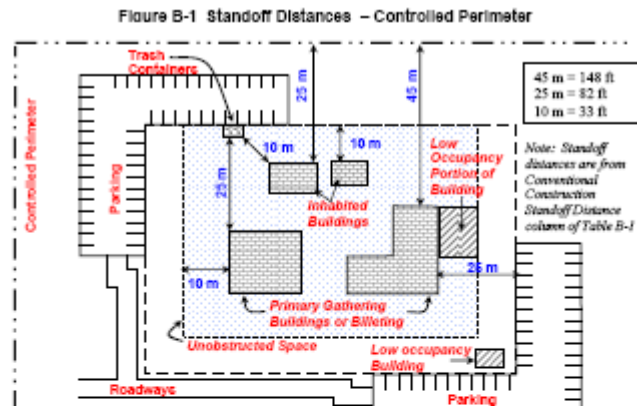 Figure B-1 Standoff Distances – Controlled Perimeter
Trash
Containers
25 m
45 m
45 m = 148 ft
25 m = 82 ft
10 m = 33 ft
Controlled Perimeter
Parking
10 m
10 m
Low
Occupancy
Portion of
Building
Note: Standoff
distances are from
Conventional
Construction
Standoff Distance
column of Table B-1
25 m
Inhabited
Buildings
10 m
25 m
Primary Gathering
Buildings or Billeting
Unobstructed Space
Low occupancy
Building
Roadways
Parking